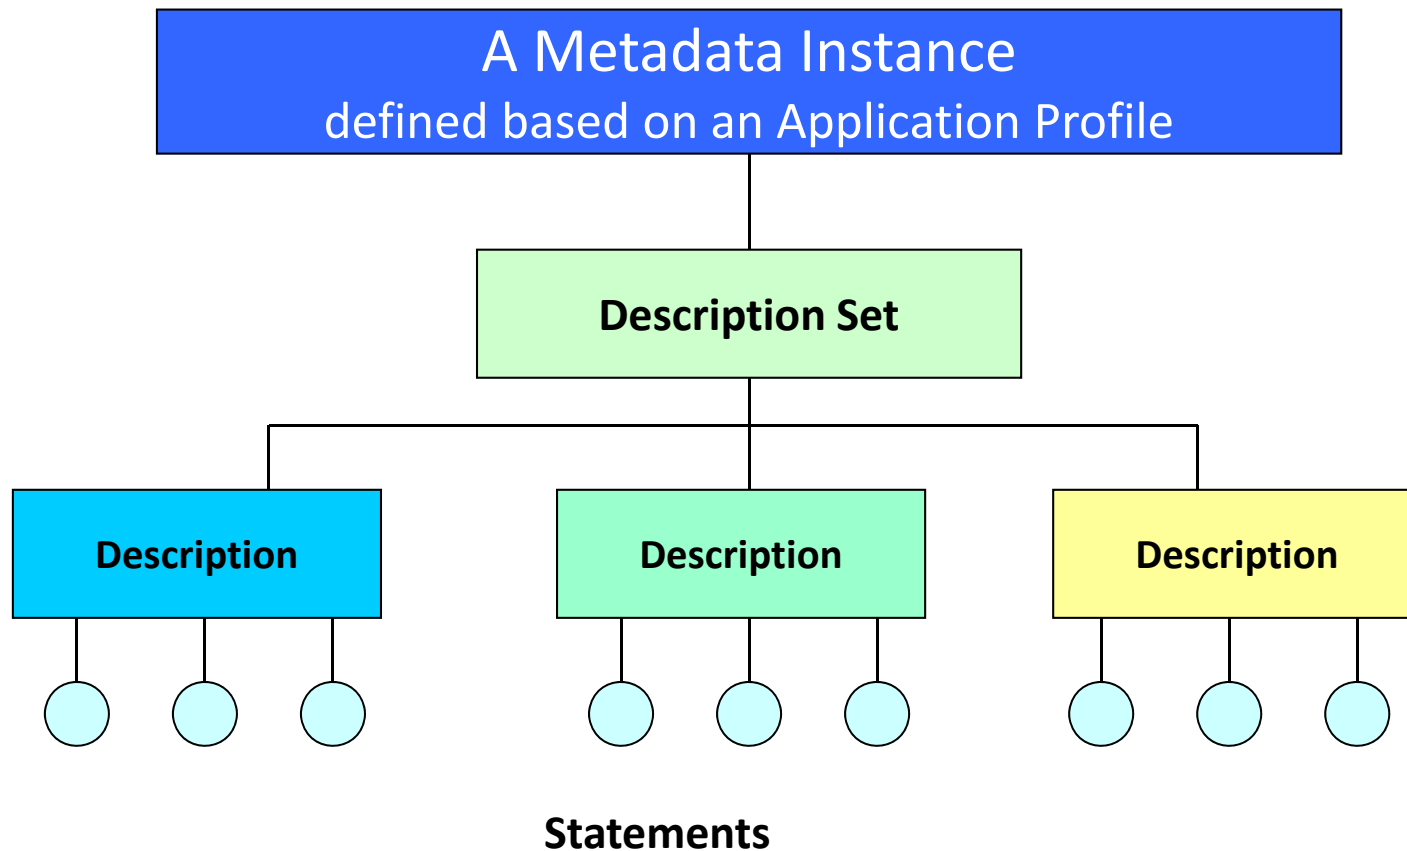 A Metadata Instance
defined based on an Application Profile
Description Set
Description
Description
Description
Statements